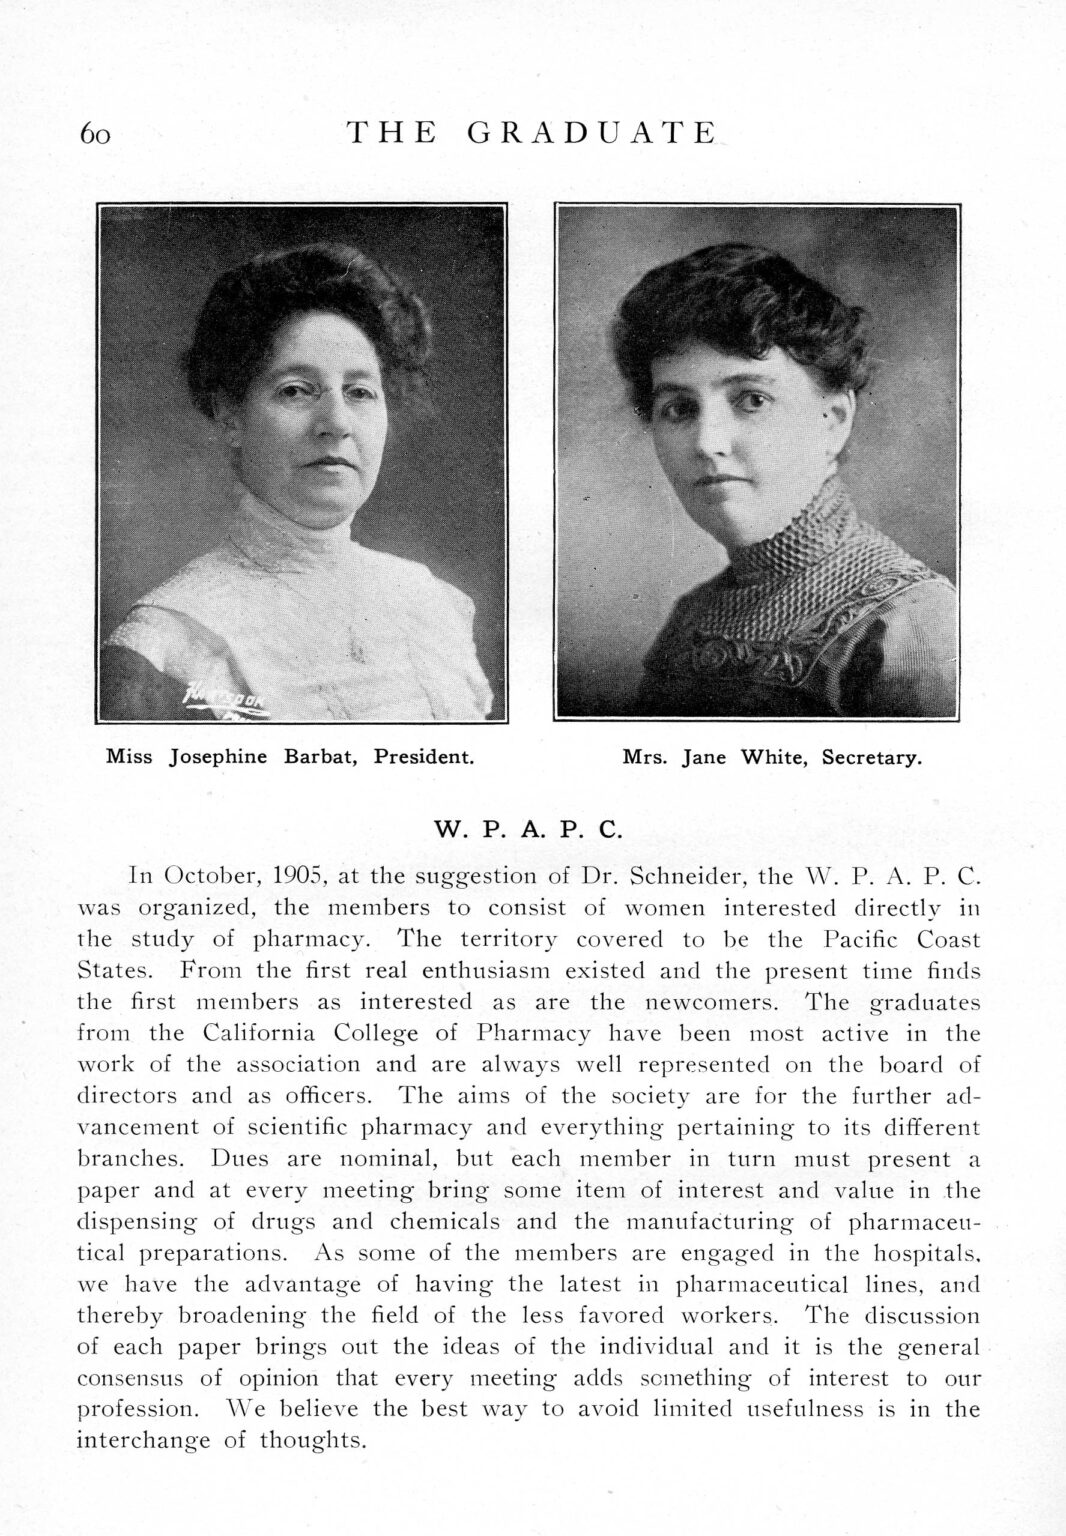 60
THE GRADUATE
Miss Josephine Barbat, President.
Mrs. Jane White, Secretary.
W. P. A. P. C.
In October, 1905, at the suggestion of Dr. Schneider, the W. P. A. P. C.
was organized, the members to consist of women interested directly in
the study of pharmacy. The territory covered to be the Pacific Coast
States. From the first real enthusiasm existed and the present time finds
the first members as interested as are the newcomers. The graduates
from the California College of Pharmacy have been most active in the
work of the association and are always well represented on the board of
directors and as officers. The aims of the society are for the further ad-
vancement of scientific pharmacy and everything pertaining to its different
branches. Dues are nominal, but each member in turn must present a
paper and at every meeting bring some item of interest and value in the
dispensing of drugs and chemicals and the manufacturing of pharmaceu-
tical preparations. As some of the members are engaged in the hospitals,
we have the advantage of having the latest in pharmaceutical lines, and
thereby broadening the field of the less favored workers. The discussion
of each paper brings out the ideas of the individual and it is the general
consensus of opinion that every meeting adds something of interest to our
profession. We believe the best way to avoid limited usefulness is in the
interchange of thoughts.